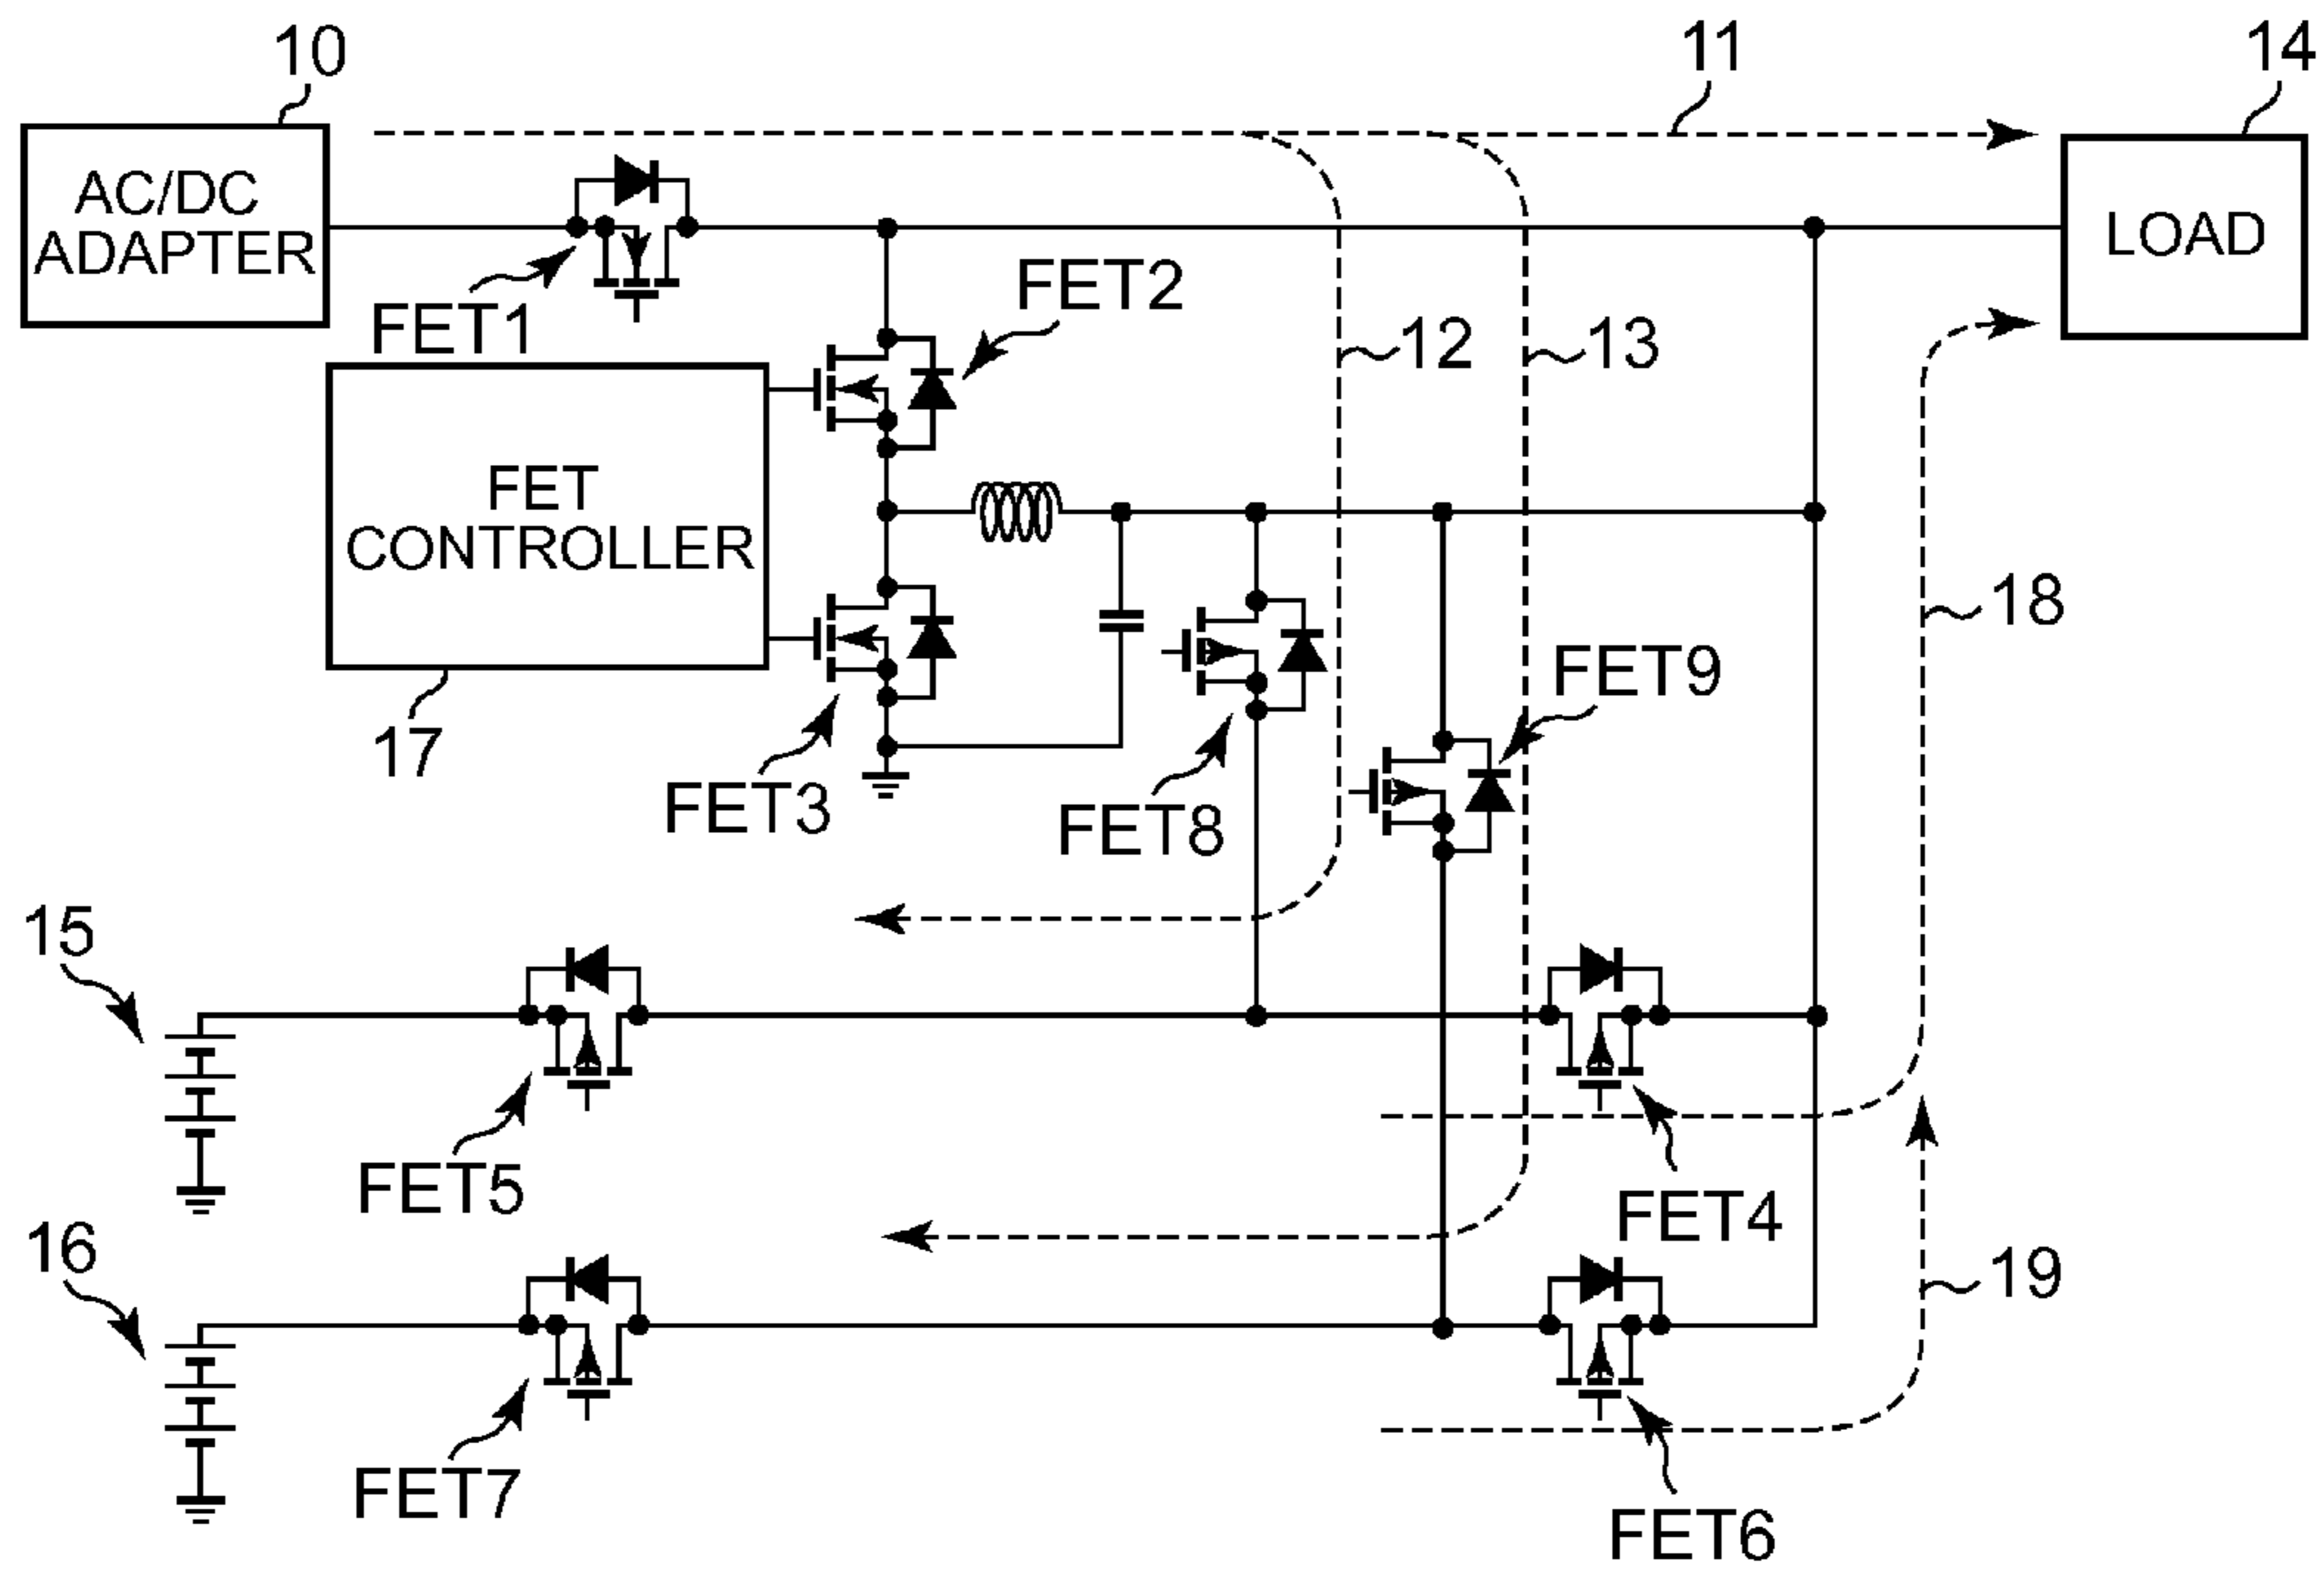 10
11
14
AC/DC
ADAPTER
LOAD
FET1
FET2
12
13
FET
CONTROLLER
18
17
FET3
FET8
FET9
15
FET5
FET4
16
19
FET7
FET6